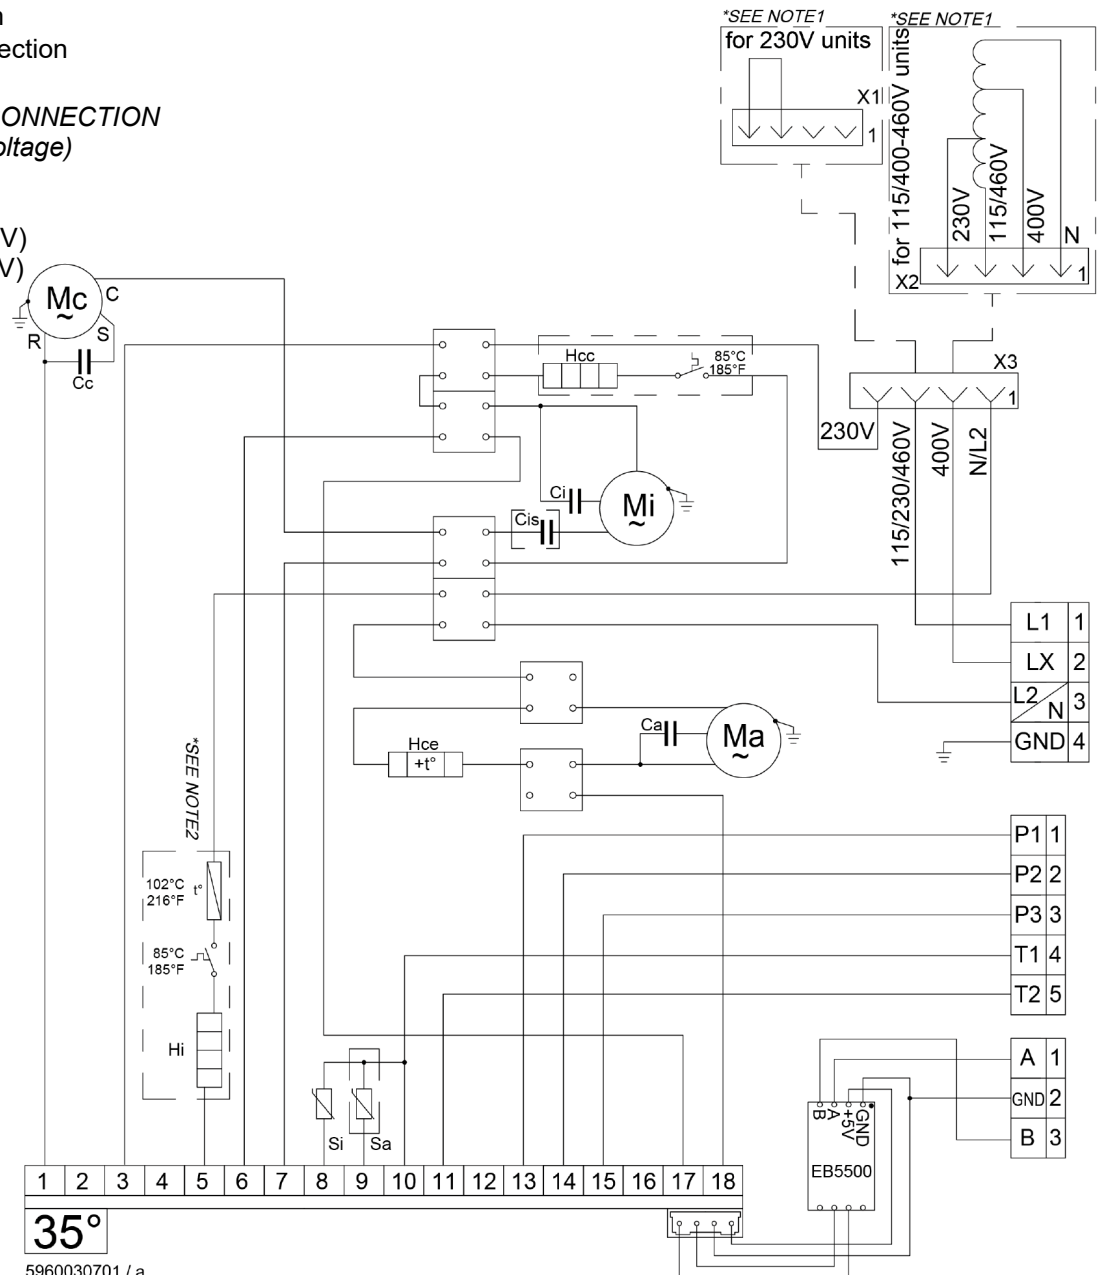 ection
ONNECTION
oltage)
V)
V)
*SEE NOTE1
for 230V units
X1
1
*SEE NOTE1
for 115/400-460V units
230V
115/460V
400V
N
X2
1
Mc
~
C
S
R
Cc
Hcc
85°C
185°F
X3
1
230V
115/230/460V
400V
N/L2
Ci
Cis
Mi
~
L1 1
LX 2
L2/N 3
GND 4
Ca
Ma
~
Hce
+t°
*SEE NOTE2
102°C
216°F
t°
85°C
185°F
Hi
P1 1
P2 2
P3 3
T1 4
T2 5
Si
Sa
A 1
GND 2
B 3
B
A
+5V
GND
EB5500
1 2 3 4 5 6 7 8 9 10 11 12 13 14 15 16 17 18
35°
5960030701 / a